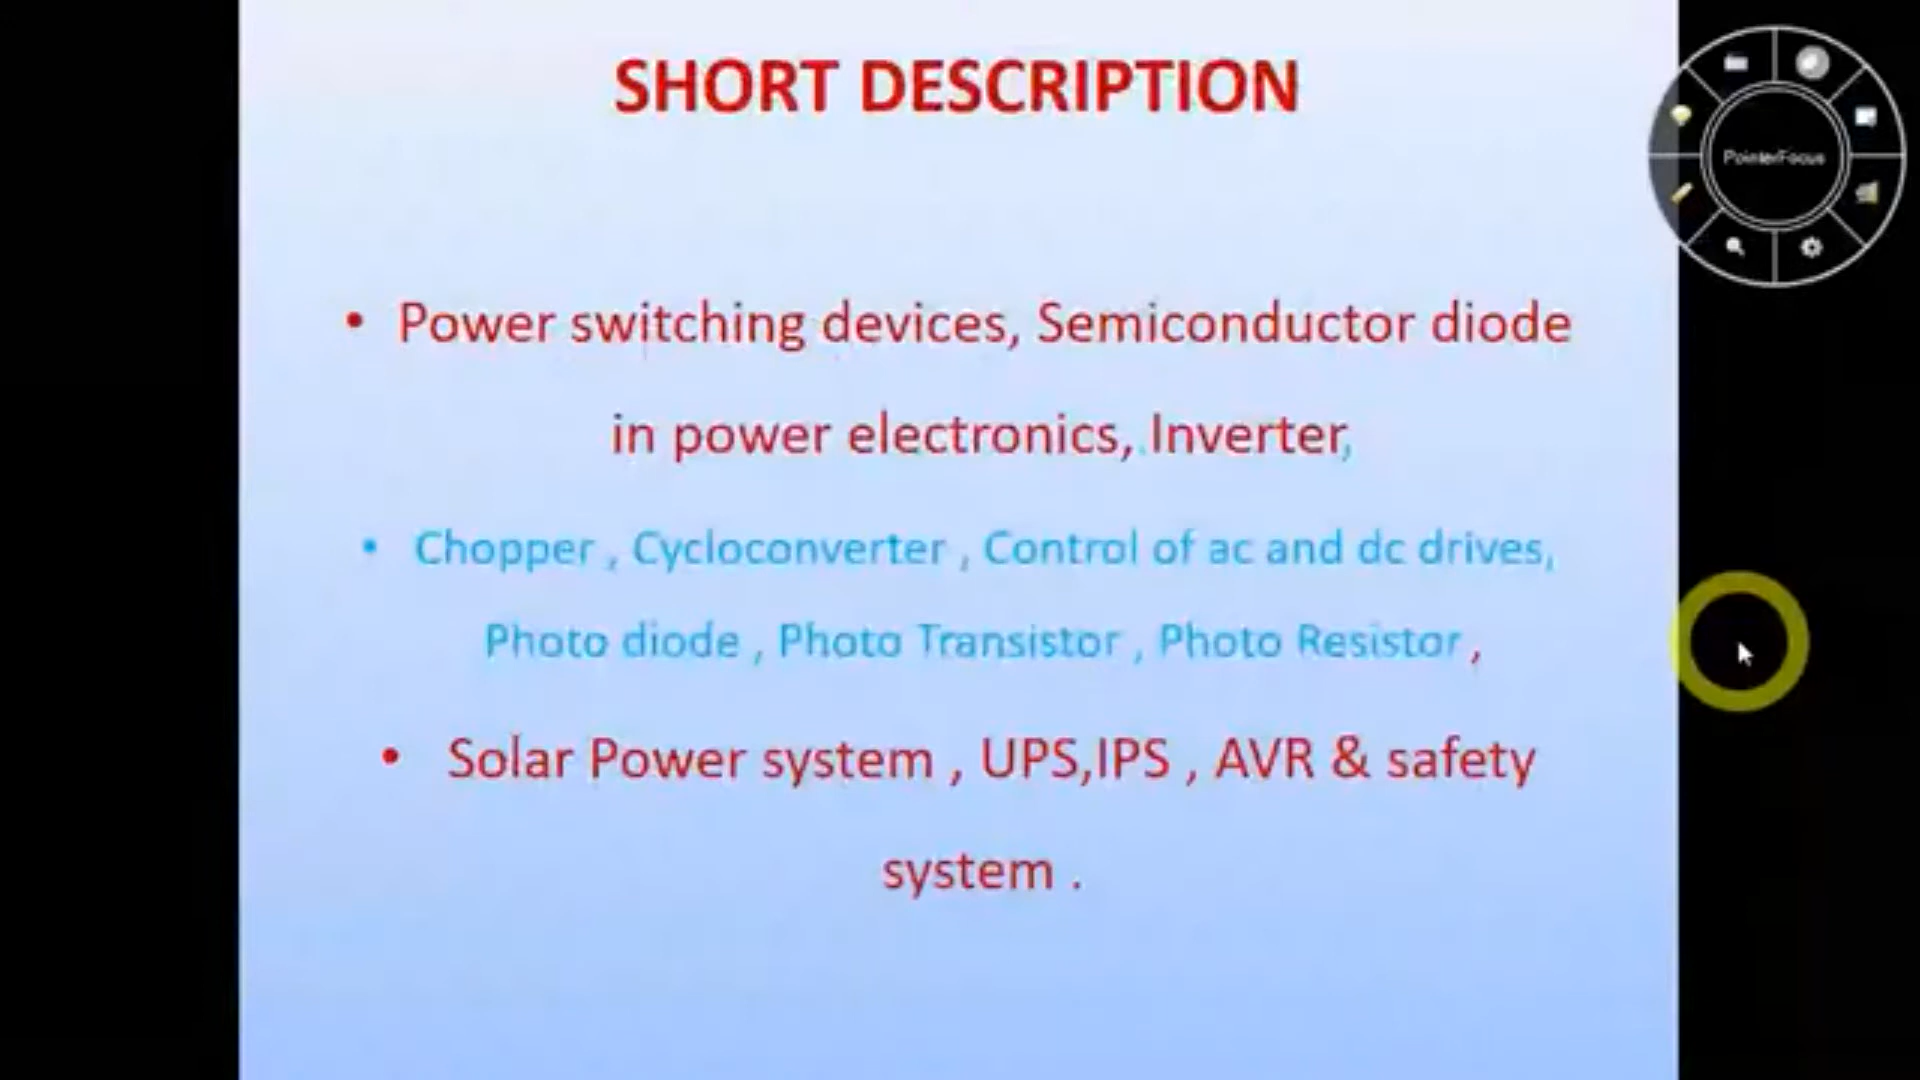 SHORT DESCRIPTION
PointerFocus
• Power switching devices, Semiconductor diode
in power electronics, Inverter,
• Chopper , Cycloconverter , Control of ac and dc drives,
Photo diode , Photo Transistor , Photo Resistor ,
• Solar Power system , UPS,IPS , AVR & safety
system .